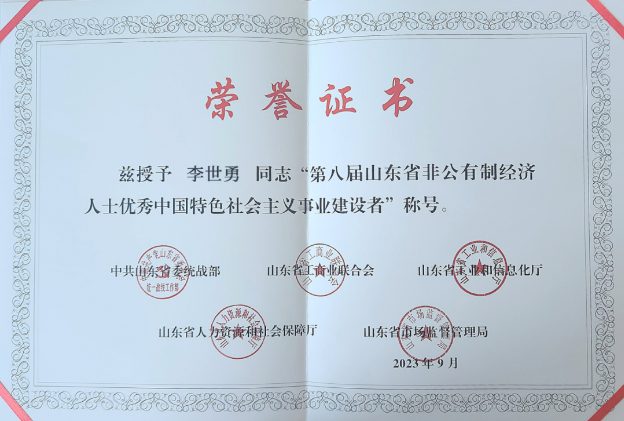 荣誉证书
兹授予 李世勇 同志“第八届山东省非公有制经济
人士优秀中国特色社会主义事业建设者”称号。
中共山东省委统战部 山东省工商业联合会 山东省工业和信息化厅
山东省人力资源和社会保障厅 山东省市场监督管理局
2023 年 9 月